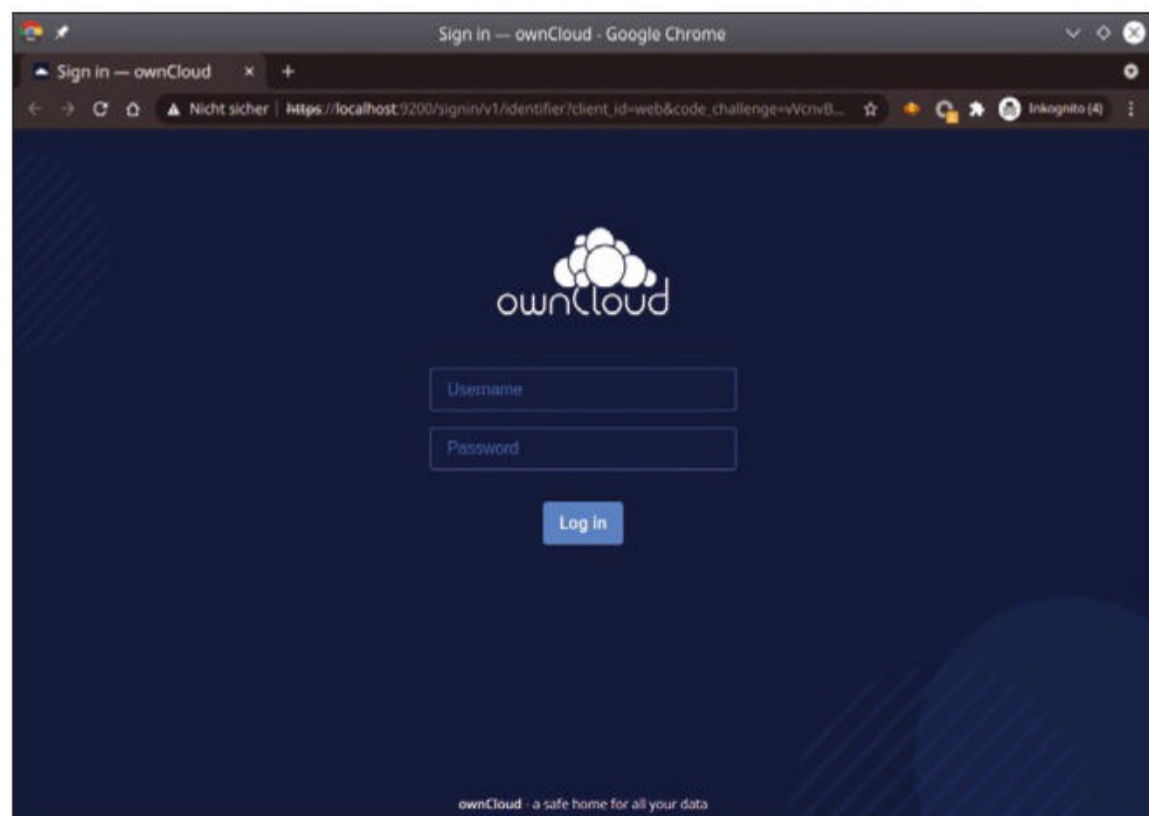 Sign in — ownCloud - Google Chrome
Sign in — ownCloud
Nicht sicher | https://localhost:9200/signin/v1/identifier?client_id=web&code_challenge=vVcnvB... Inkognito (4)
ownCloud
Username
Password
Log in
ownCloud - a safe home for all your data